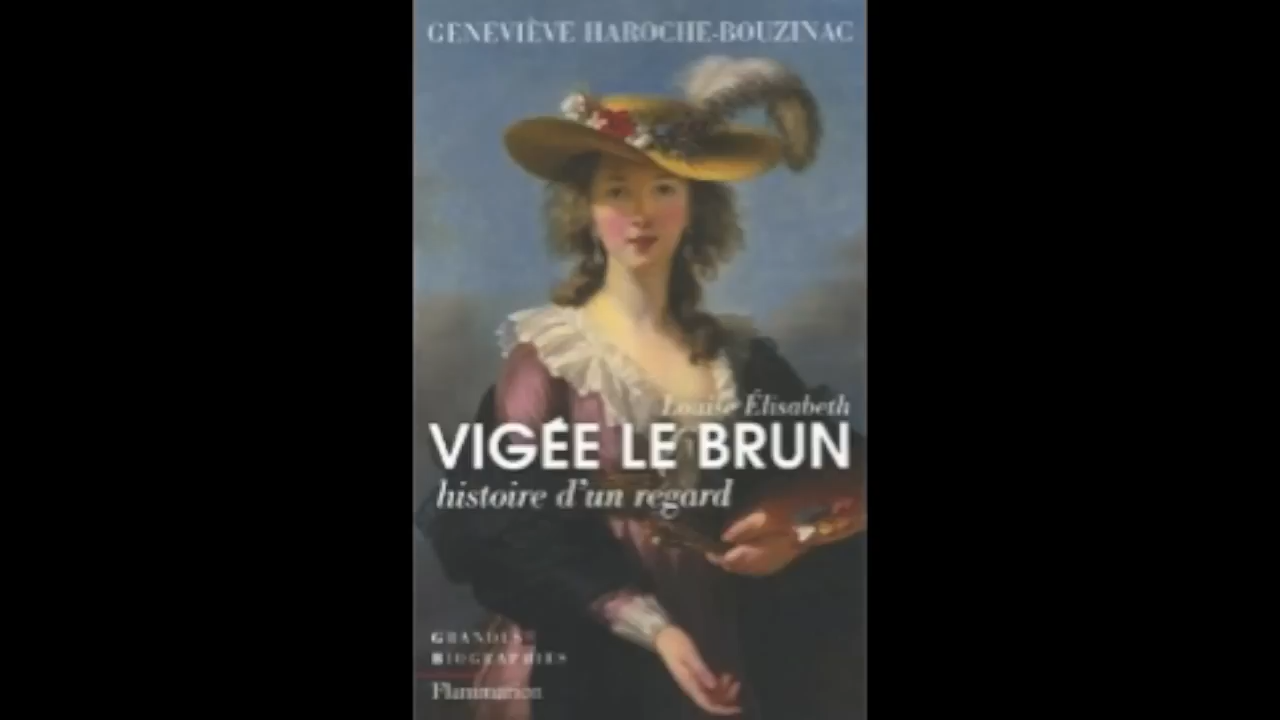 GENEVIÈVE HAROCHE-BOUZINAC
Louise Élisabeth
VIGÉE LE BRUN
histoire d'un regard
GRANDES
BIOGRAPHIES
Flammarion